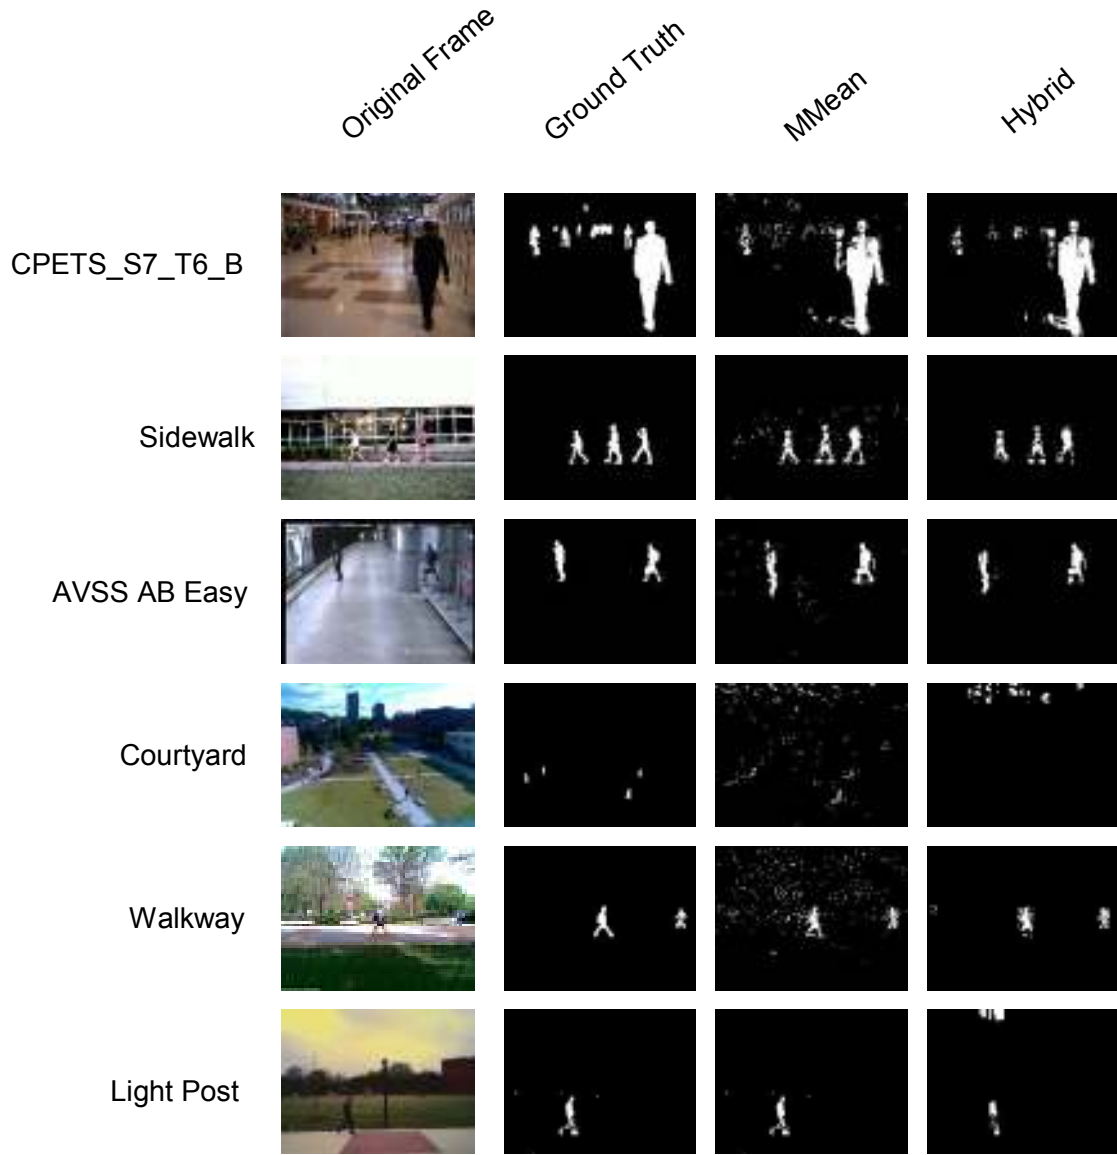 Original Frame
Ground Truth
MMean
Hybrid
CPETS_S7_T6_B
Sidewalk
AVSS AB Easy
Courtyard
Walkway
Light Post